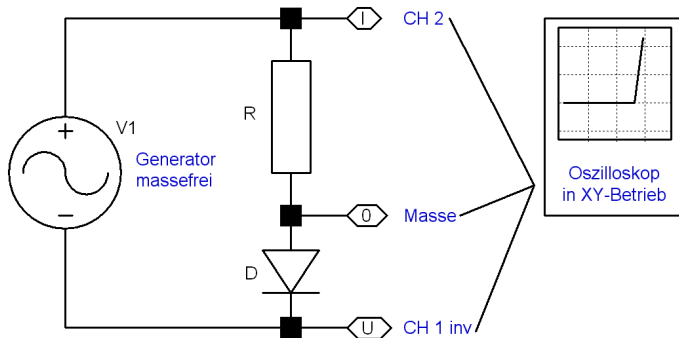 I
CH 2
V1
+
R
Generator
massefrei
Oszilloskop
in XY-Betrieb
0
Masse
D
U
CH 1 inv